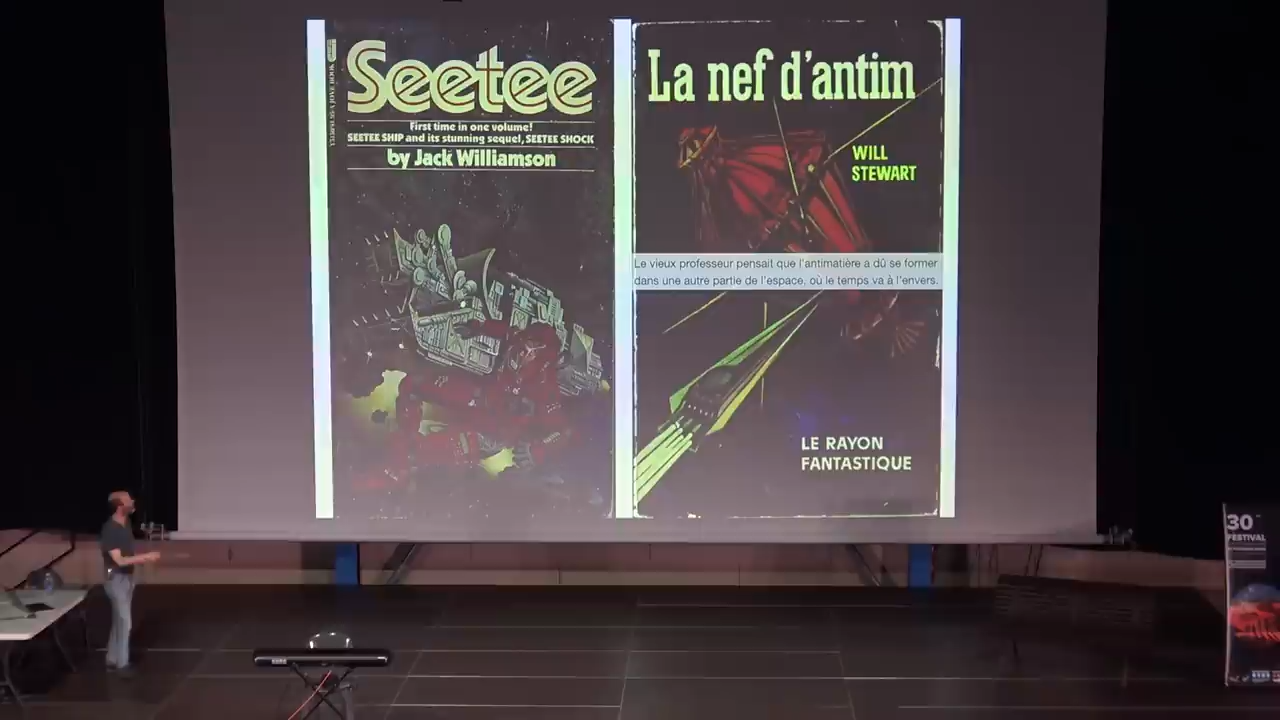 Seetee
First time in one volume!
SEETEE SHIP and its stunning sequel, SEETEE SHOCK
by Jack Williamson
La nef d'antim
WILL
STEWART
Le vieux professeur pensait que l'antimatière a dû se former
dans une autre partie de l'espace, où le temps va à l'envers.
LE RAYON
FANTASTIQUE
30
FESTIVAL
KORG